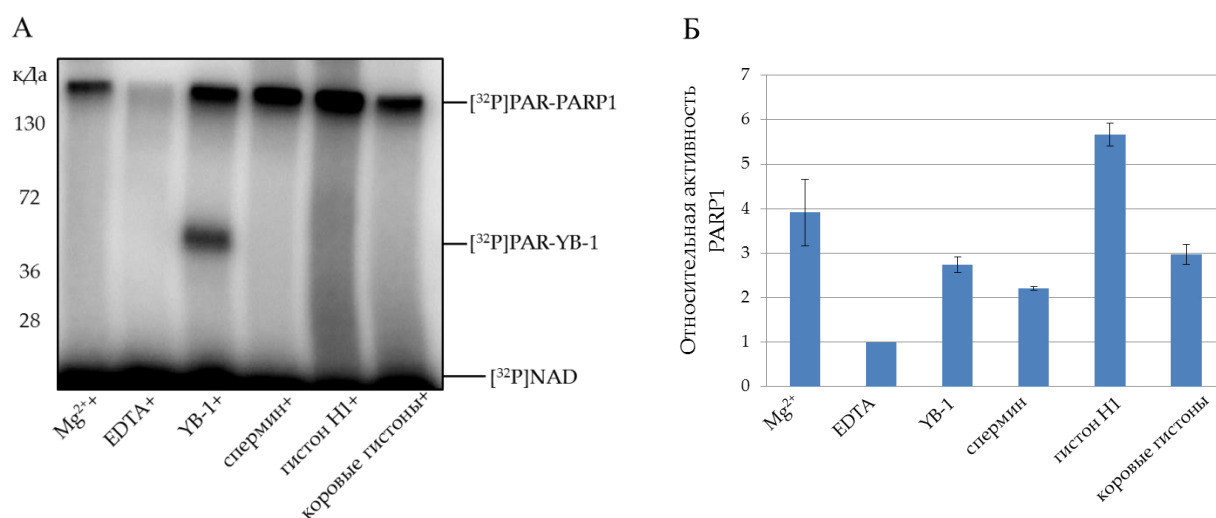 А
кДа
130
72
36
28
[³²P]PAR-PARP1
[³²P]PAR-YB-1
[³²P]NAD
Mg²⁺+
EDTA+
YB-1+
спермин+
гистон H1+
коровые гистоны+
Б
Относительная активность
PARP1
7
6
5
4
3
2
1
0
Mg²⁺
EDTA
YB-1
спермин
гистон H1
коровые гистоны